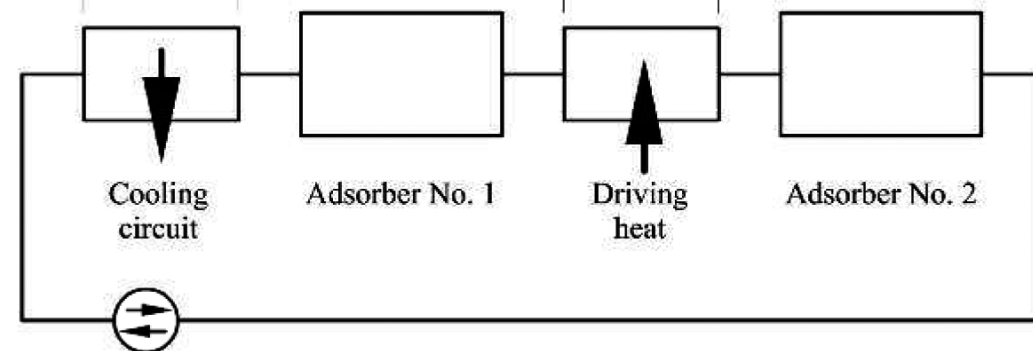 Cooling
circuit
Adsorber No. 1
Driving
heat
Adsorber No. 2